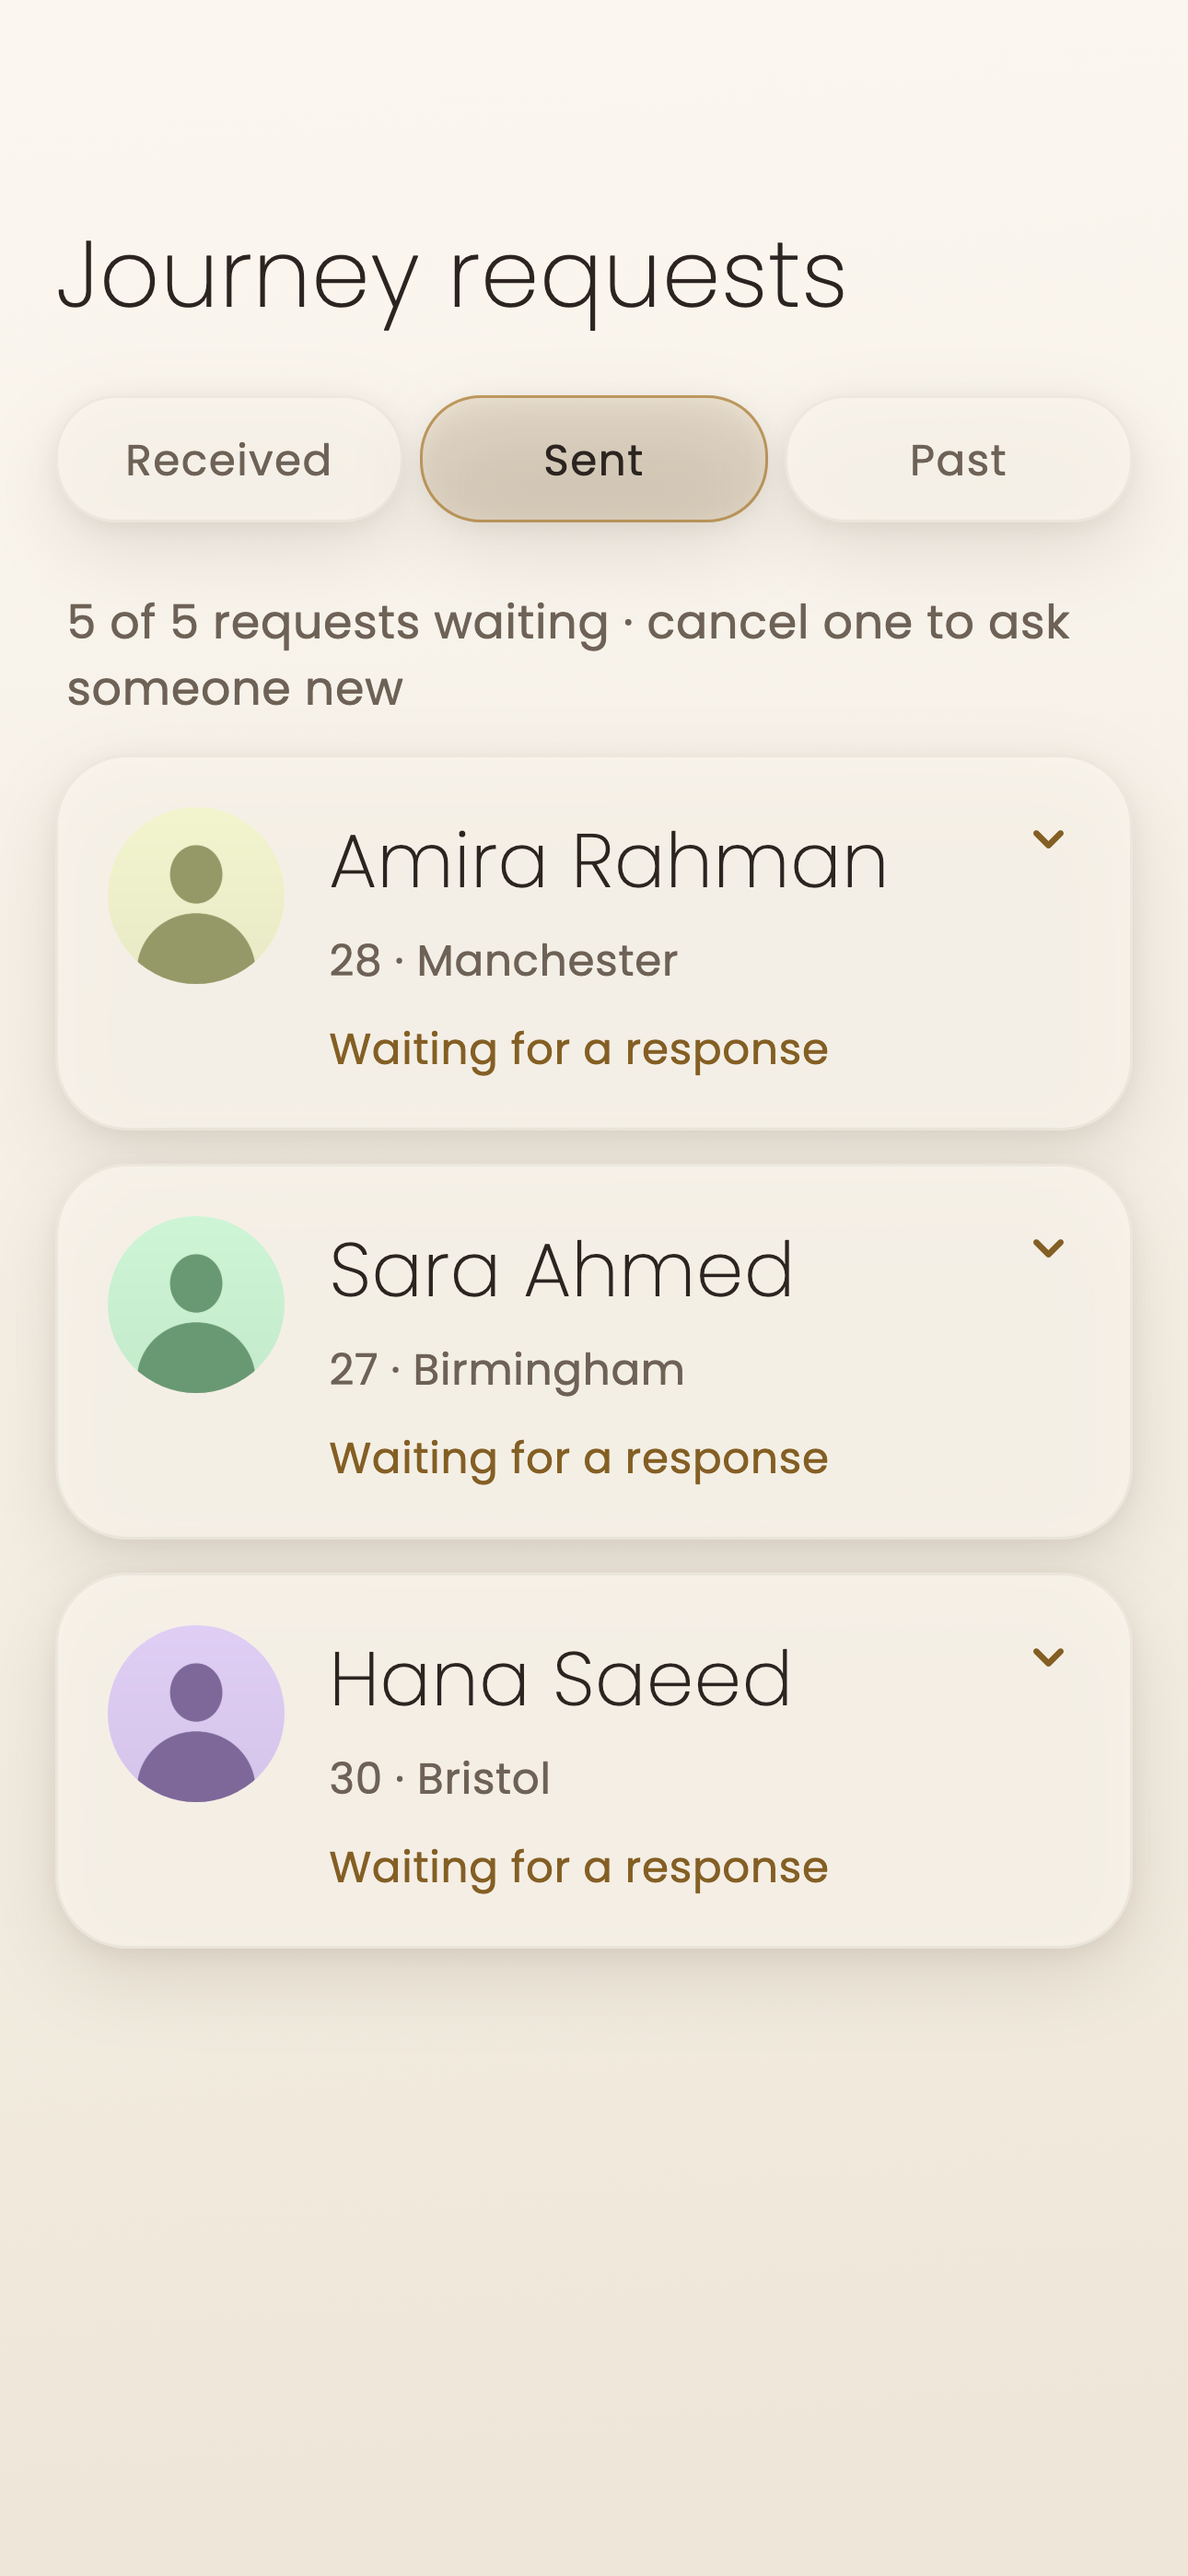 Journey requests
Received
Sent
Past
5 of 5 requests waiting · cancel one to ask
someone new
Amira Rahman
28 · Manchester
Waiting for a response
Sara Ahmed
27 · Birmingham
Waiting for a response
Hana Saeed
30 · Bristol
Waiting for a response